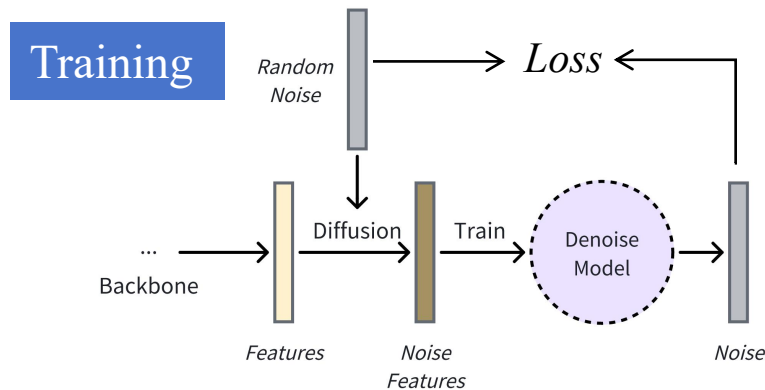 Training
Random
Noise
Loss
Diffusion
Train
Denoise
Model
...
Backbone
Features
Noise
Features
Noise